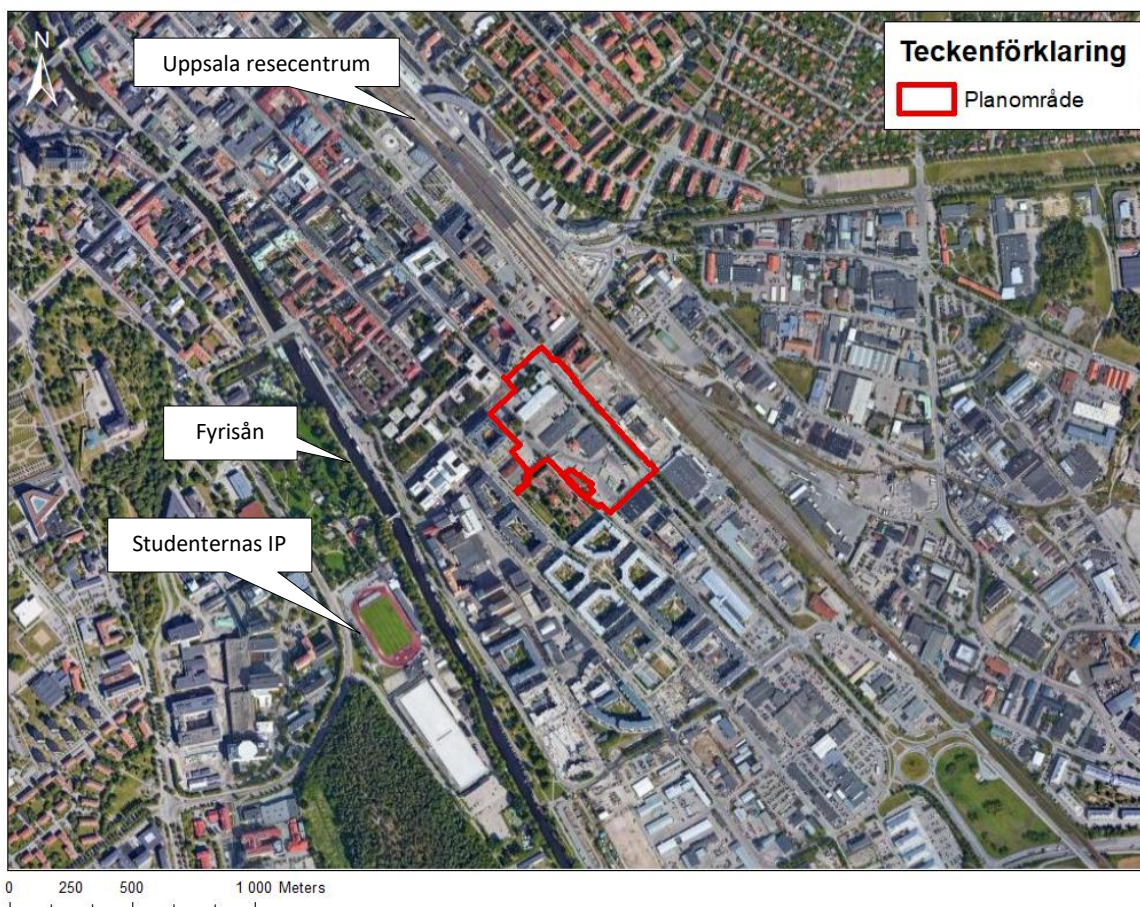 N
Uppsala resecentrum
Teckenförklaring
Planområde
Fyrisån
Studenternas IP
0 250 500 1 000 Meters